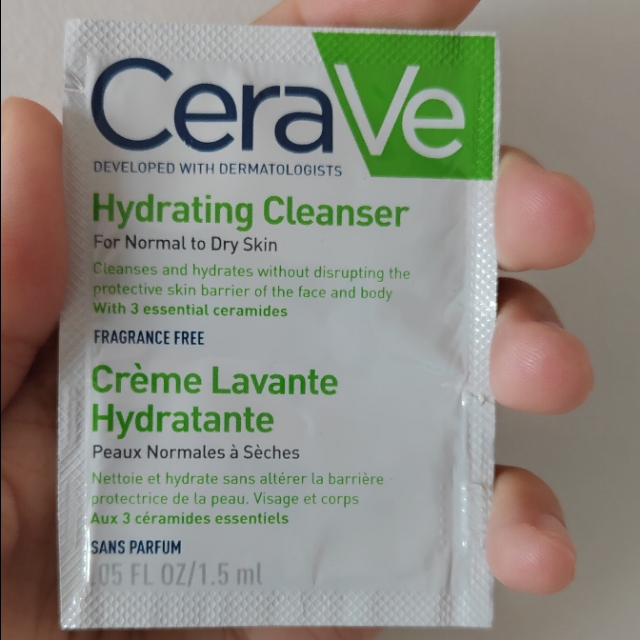 CeraVe
DEVELOPED WITH DERMATOLOGISTS
Hydrating Cleanser
For Normal to Dry Skin
Cleanses and hydrates without disrupting the
protective skin barrier of the face and body
With 3 essential ceramides
FRAGRANCE FREE
Crème Lavante
Hydratante
Peaux Normales à Sèches
Nettoie et hydrate sans altérer la barrière
protectrice de la peau. Visage et corps
Aux 3 céramides essentiels
SANS PARFUM
.05 FL OZ/1.5 ml